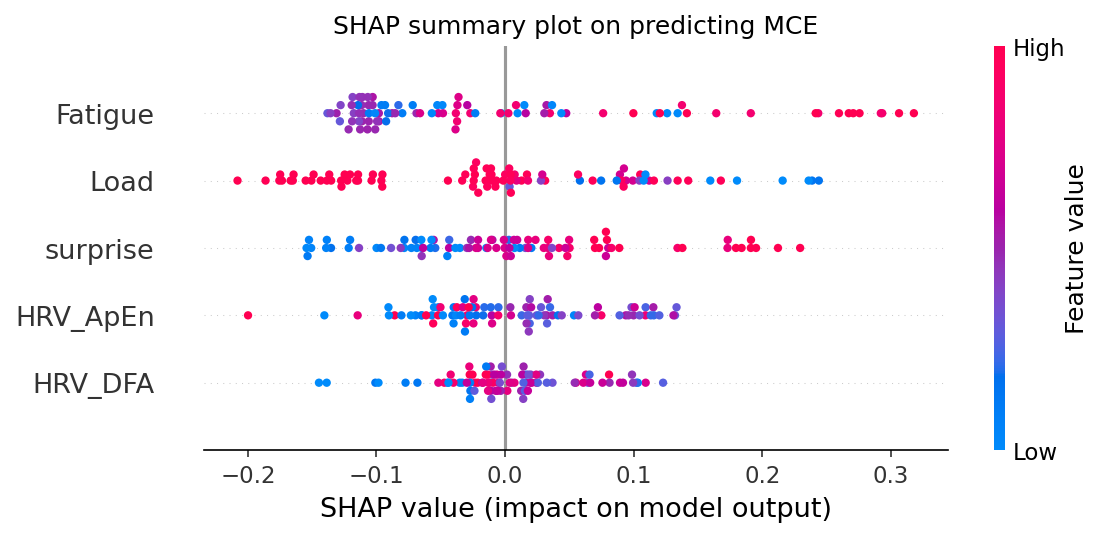 SHAP summary plot on predicting MCE
High
Fatigue
Load
surprise
HRV_ApEn
HRV_DFA
Feature value
Low
−0.2 −0.1 0.0 0.1 0.2 0.3
SHAP value (impact on model output)